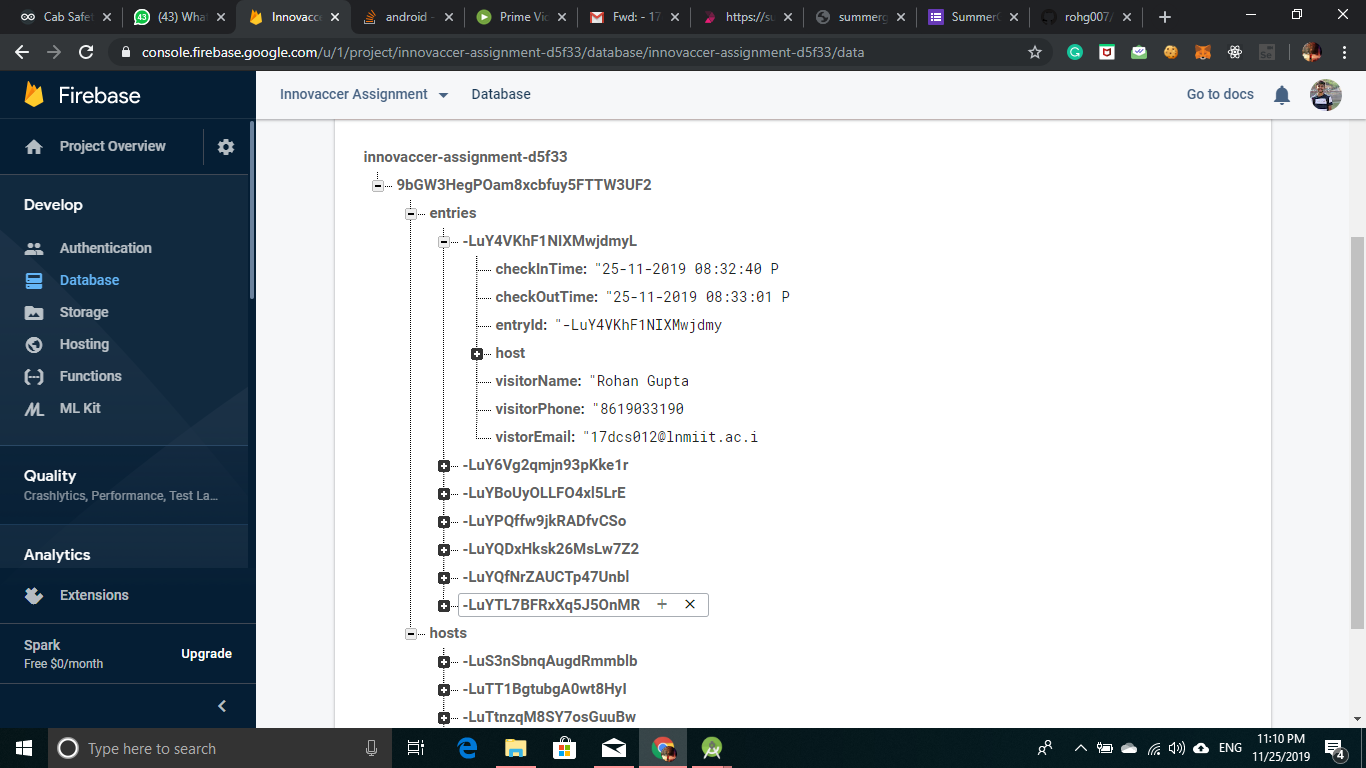 Cab Safet
(43) What
Innovacce
android -
Prime Vid
Fwd: - 17
https://su
summerg
Summer
rohg007/
console.firebase.google.com/u/1/project/innovaccer-assignment-d5f33/database/innovaccer-assignment-d5f33/data
Firebase
Innovaccer Assignment
Database
Go to docs
Project Overview
Develop
Authentication
Database
Storage
Hosting
Functions
ML Kit
Quality
Crashlytics, Performance, Test La...
Analytics
Extensions
Spark
Free $0/month
Upgrade
innovaccer-assignment-d5f33
9bGW3HegPOam8xcbfuy5FTTW3UF2
entries
-LuY4VKhF1NIXMwjdmyL
checkInTime: "25-11-2019 08:32:40 P
checkOutTime: "25-11-2019 08:33:01 P
entryId: "-LuY4VKhF1NIXMwjdmy
host
visitorName: "Rohan Gupta
visitorPhone: "8619033190
vistorEmail: "17dcs012@lnmiit.ac.i
-LuY6Vg2qmjn93pKke1r
-LuYBoUyOLLFO4xl5LrE
-LuYPQffw9jkRADfvCSo
-LuYQDxHksk26MsLw7Z2
-LuYQfNrZAUCTp47Unbl
-LuYTL7BFRxXq5J5OnMR
hosts
-LuS3nSbnqAugdRmmblb
-LuTT1BgtubgA0wt8HyI
-LuTtnzqM8SY7osGuuBw
Type here to search
ENG
11:10 PM
11/25/2019
4